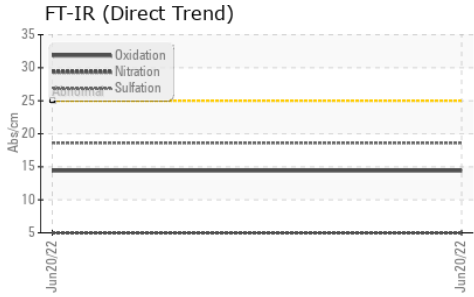 FT-IR (Direct Trend)
35
30
25
20
15
10
5
Abs/cm
Oxidation
Nitration
Sulfation
Abnormal
Jun20/22
Jun20/22